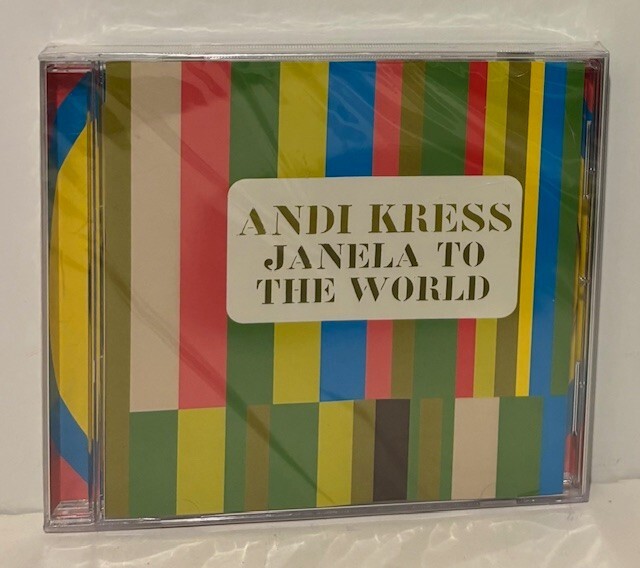 ANDI KRESS
JANELA TO
THE WORLD